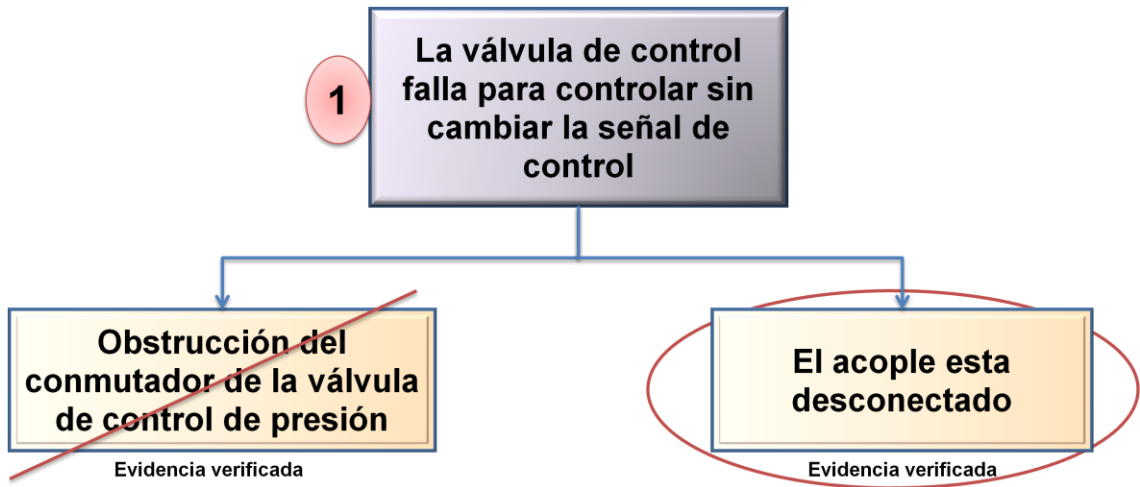 1
La válvula de control
falla para controlar sin
cambiar la señal de
control
Obstrucción del
conmutador de la válvula
de control de presión
Evidencia verificada
El acople esta
desconectado
Evidencia verificada